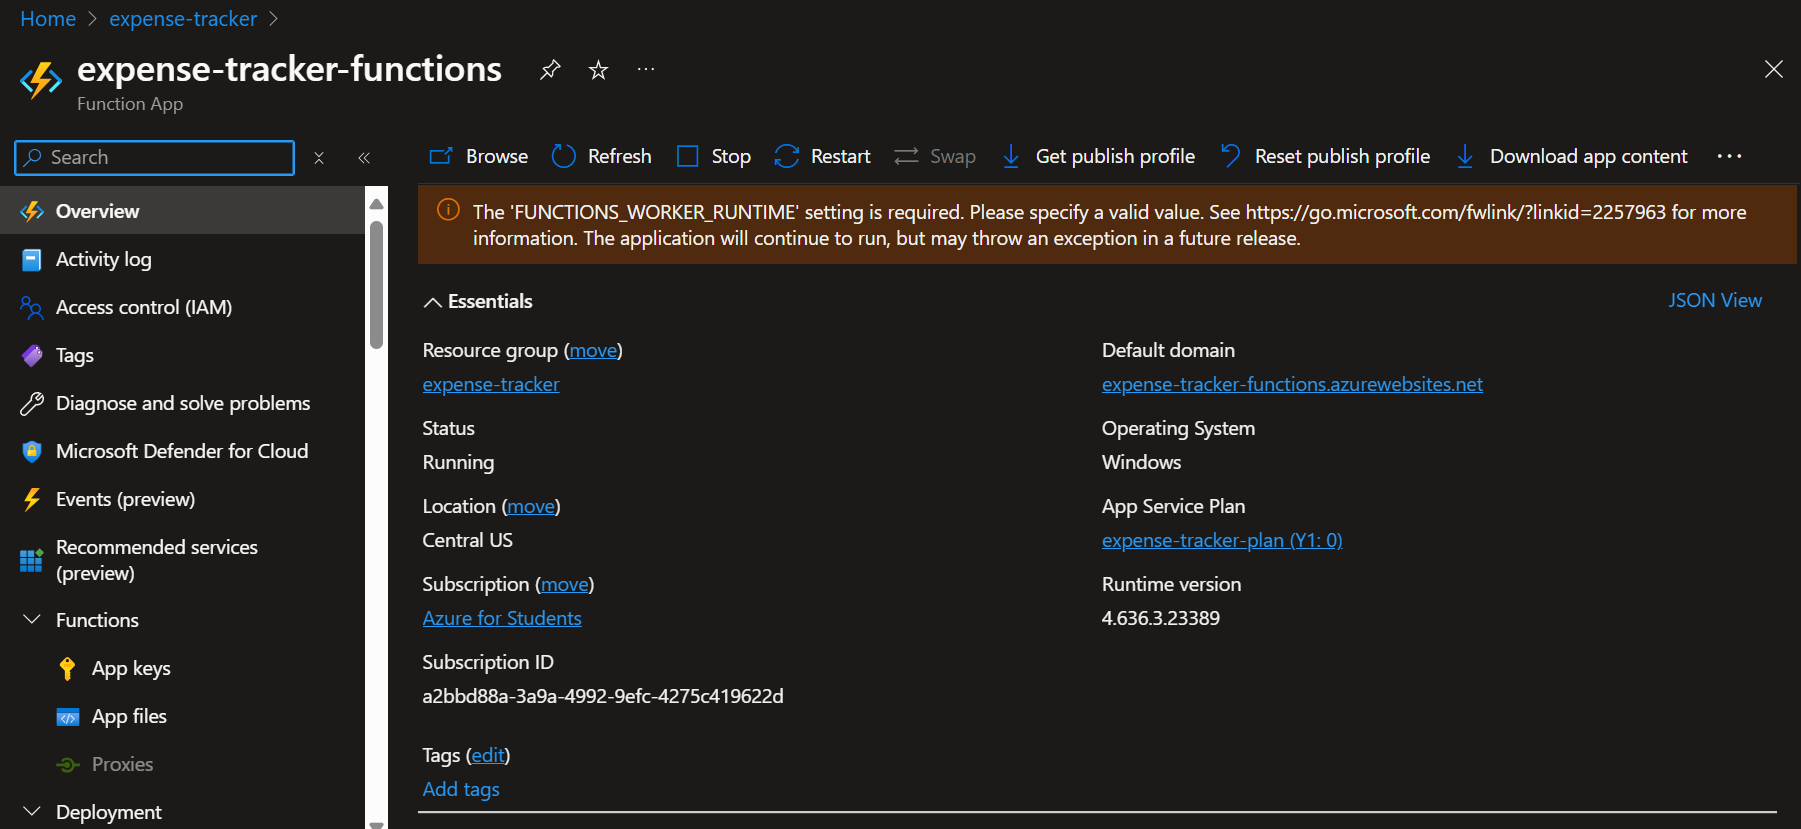 Home > expense-tracker >
expense-tracker-functions
Function App
Search
Browse Refresh Stop Restart Swap Get publish profile Reset publish profile Download app content
Overview
Activity log
Access control (IAM)
Tags
Diagnose and solve problems
Microsoft Defender for Cloud
Events (preview)
Recommended services
(preview)
Functions
App keys
App files
Proxies
Deployment
The 'FUNCTIONS_WORKER_RUNTIME' setting is required. Please specify a valid value. See https://go.microsoft.com/fwlink/?linkid=2257963 for more
information. The application will continue to run, but may throw an exception in a future release.
Essentials
JSON View
Resource group (move)
expense-tracker
Status
Running
Location (move)
Central US
Subscription (move)
Azure for Students
Subscription ID
a2bbd88a-3a9a-4992-9efc-4275c419622d
Default domain
expense-tracker-functions.azurewebsites.net
Operating System
Windows
App Service Plan
expense-tracker-plan (Y1: 0)
Runtime version
4.636.3.23389
Tags (edit)
Add tags